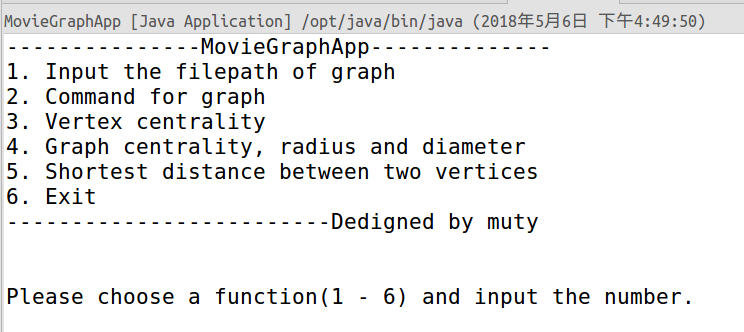 MovieGraphApp [Java Application] /opt/java/bin/java (2018年5月6日 下午4:49:50)
---------------MovieGraphApp--------------
1. Input the filepath of graph
2. Command for graph
3. Vertex centrality
4. Graph centrality, radius and diameter
5. Shortest distance between two vertices
6. Exit
-------------------------Dedigned by muty
Please choose a function(1 - 6) and input the number.